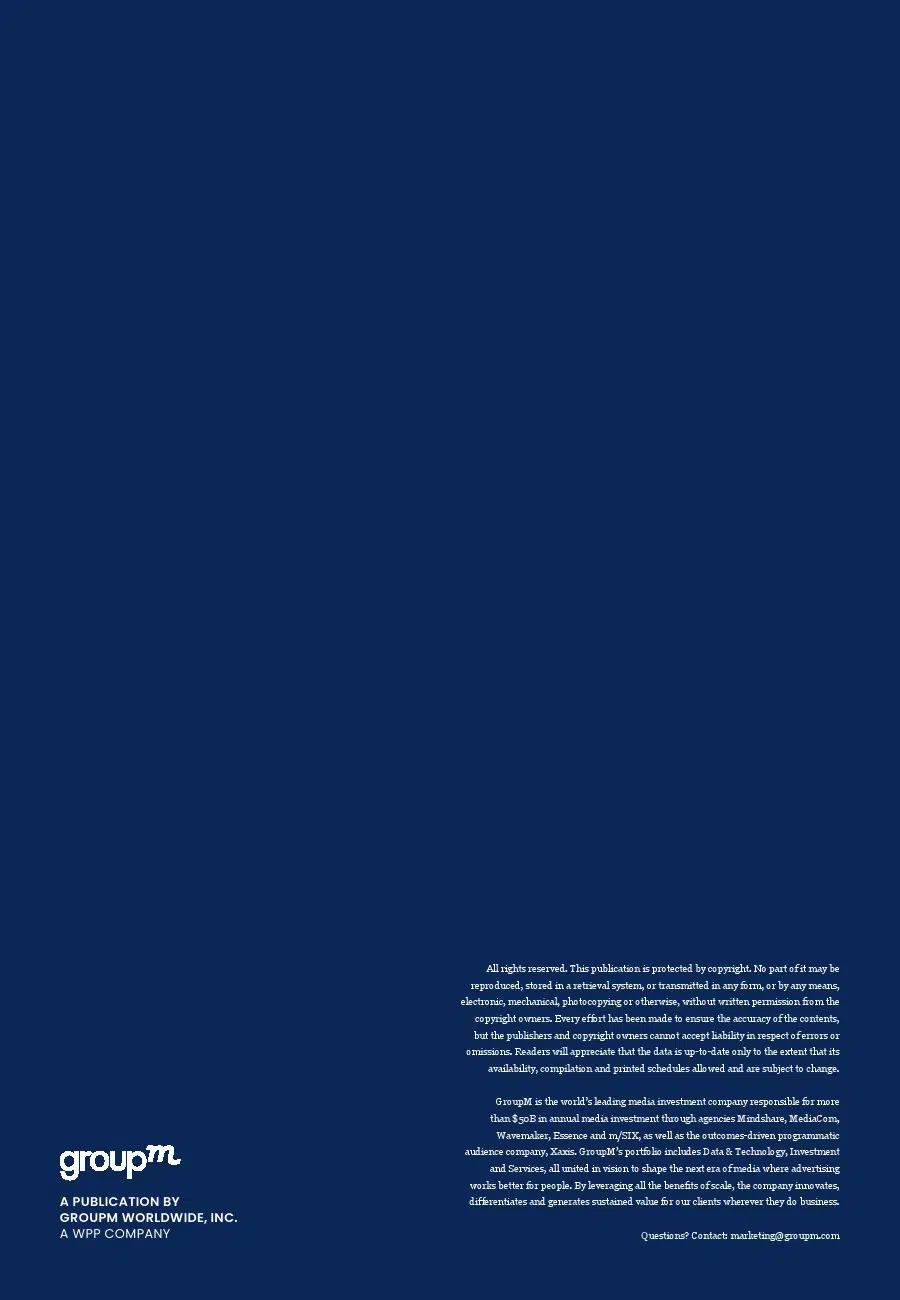 All rights reserved. This publication is protected by copyright. No part of it may be
reproduced, stored in a retrieval system, or transmitted in any form, or by any means,
electronic, mechanical, photocopying or otherwise, without written permission from the
copyright owners. Every effort has been made to ensure the accuracy of the contents,
but the publishers and copyright owners cannot accept liability in respect of errors or
omissions. Readers will appreciate that the data is up-to-date only to the extent that its
availability, compilation and printed schedules allowed and are subject to change.
GroupM is the world’s leading media investment company responsible for more
than $50B in annual media investment through agencies Mindshare, MediaCom,
Wavemaker, Essence and m/SIX, as well as the outcomes-driven programmatic
audience company, Xaxis. GroupM’s portfolio includes Data & Technology, Investment
and Services, all united in vision to shape the next era of media where advertising
works better for people. By leveraging all the benefits of scale, the company innovates,
differentiates and generates sustained value for our clients wherever they do business.
Questions? Contact: marketing@groupm.com
groupm
A PUBLICATION BY
GROUPM WORLDWIDE, INC.
A WPP COMPANY